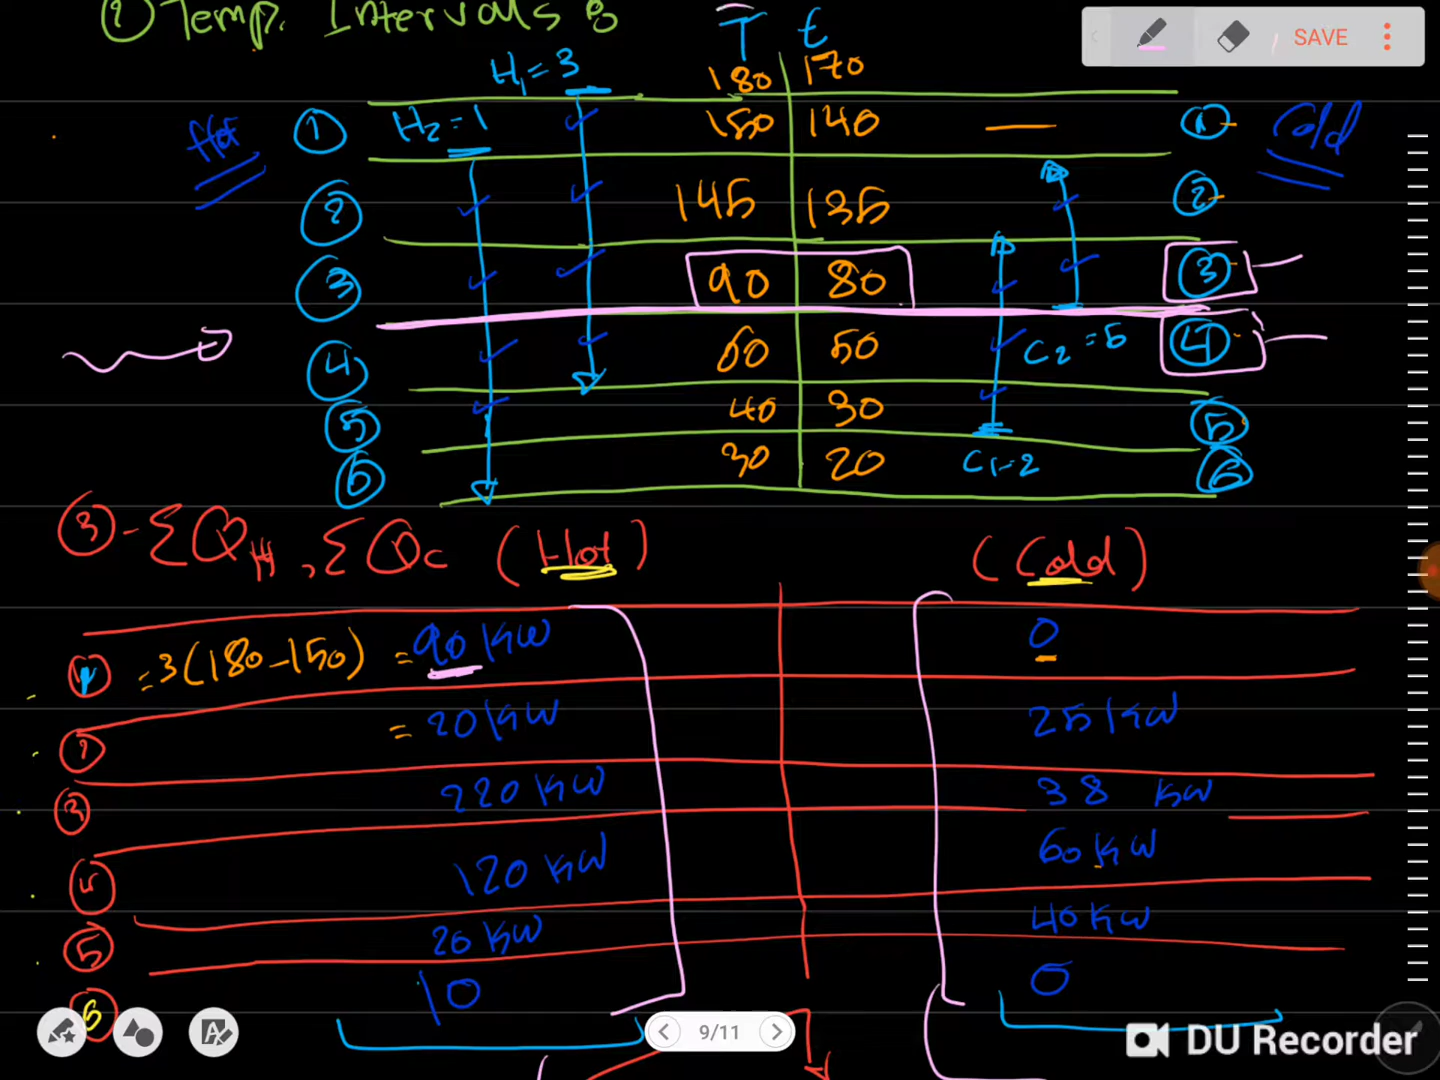 ② Temp. Intervals :
T t
SAVE
H₁=3 180 170
Hot ① H₂=1 150 140 — ① Cold
② 145 135 ②
③ 90 80 ③
④ 60 50 C₂=5 ④
⑤ 40 30 ⑤
⑥ 30 20 C₁=2 ⑥
③-ΣQH, ΣQc (Hot) (Cold)
① =3(180-150) =90 KW 0
② = 20 KW 25 KW
③ 220 KW 38 KW
④ 120 KW 60 KW
⑤ 20 KW 40 KW
⑥ 10 0
9/11
DU Recorder